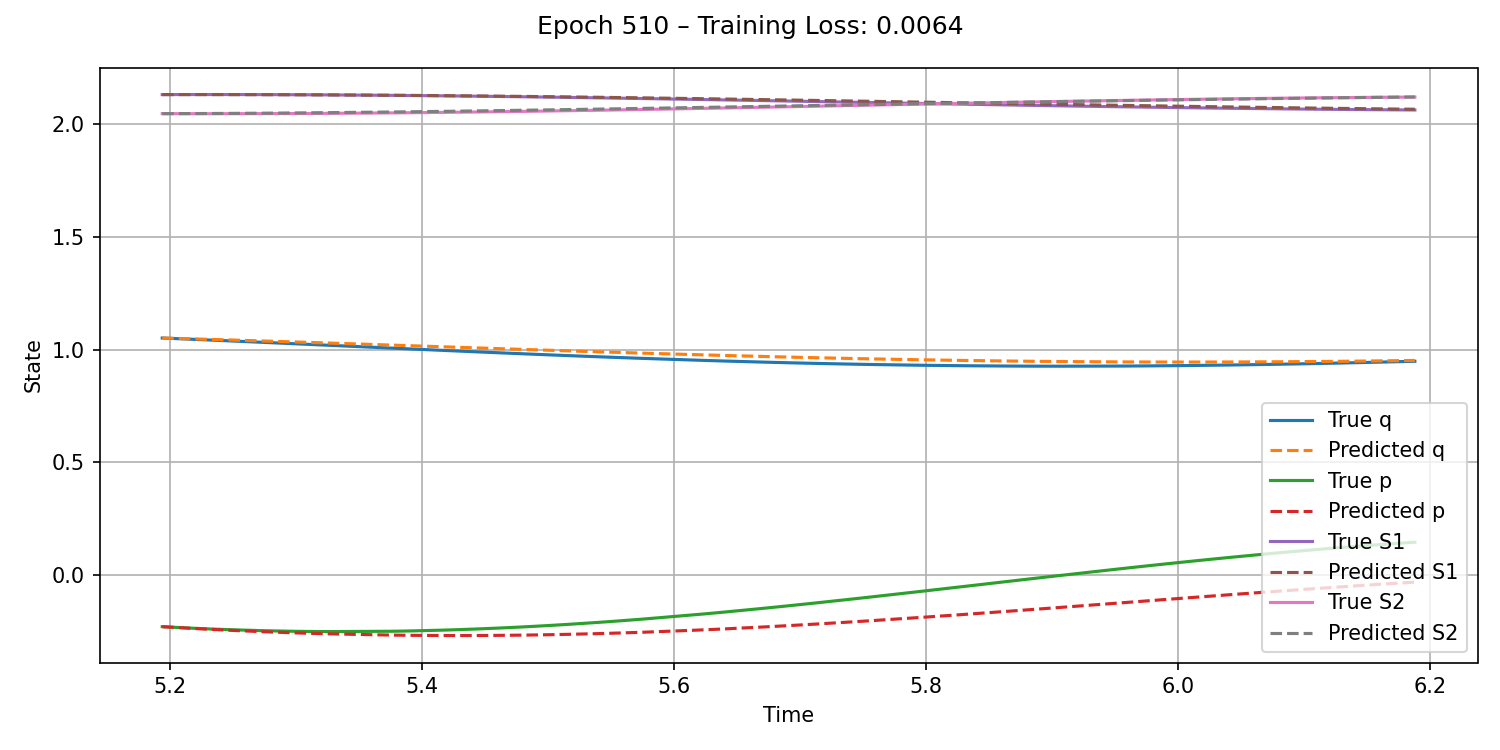 Epoch 510 – Training Loss: 0.0064
2.0
1.5
1.0
0.5
0.0
State
True q
Predicted q
True p
Predicted p
True S1
Predicted S1
True S2
Predicted S2
5.2 5.4 5.6 5.8 6.0 6.2
Time